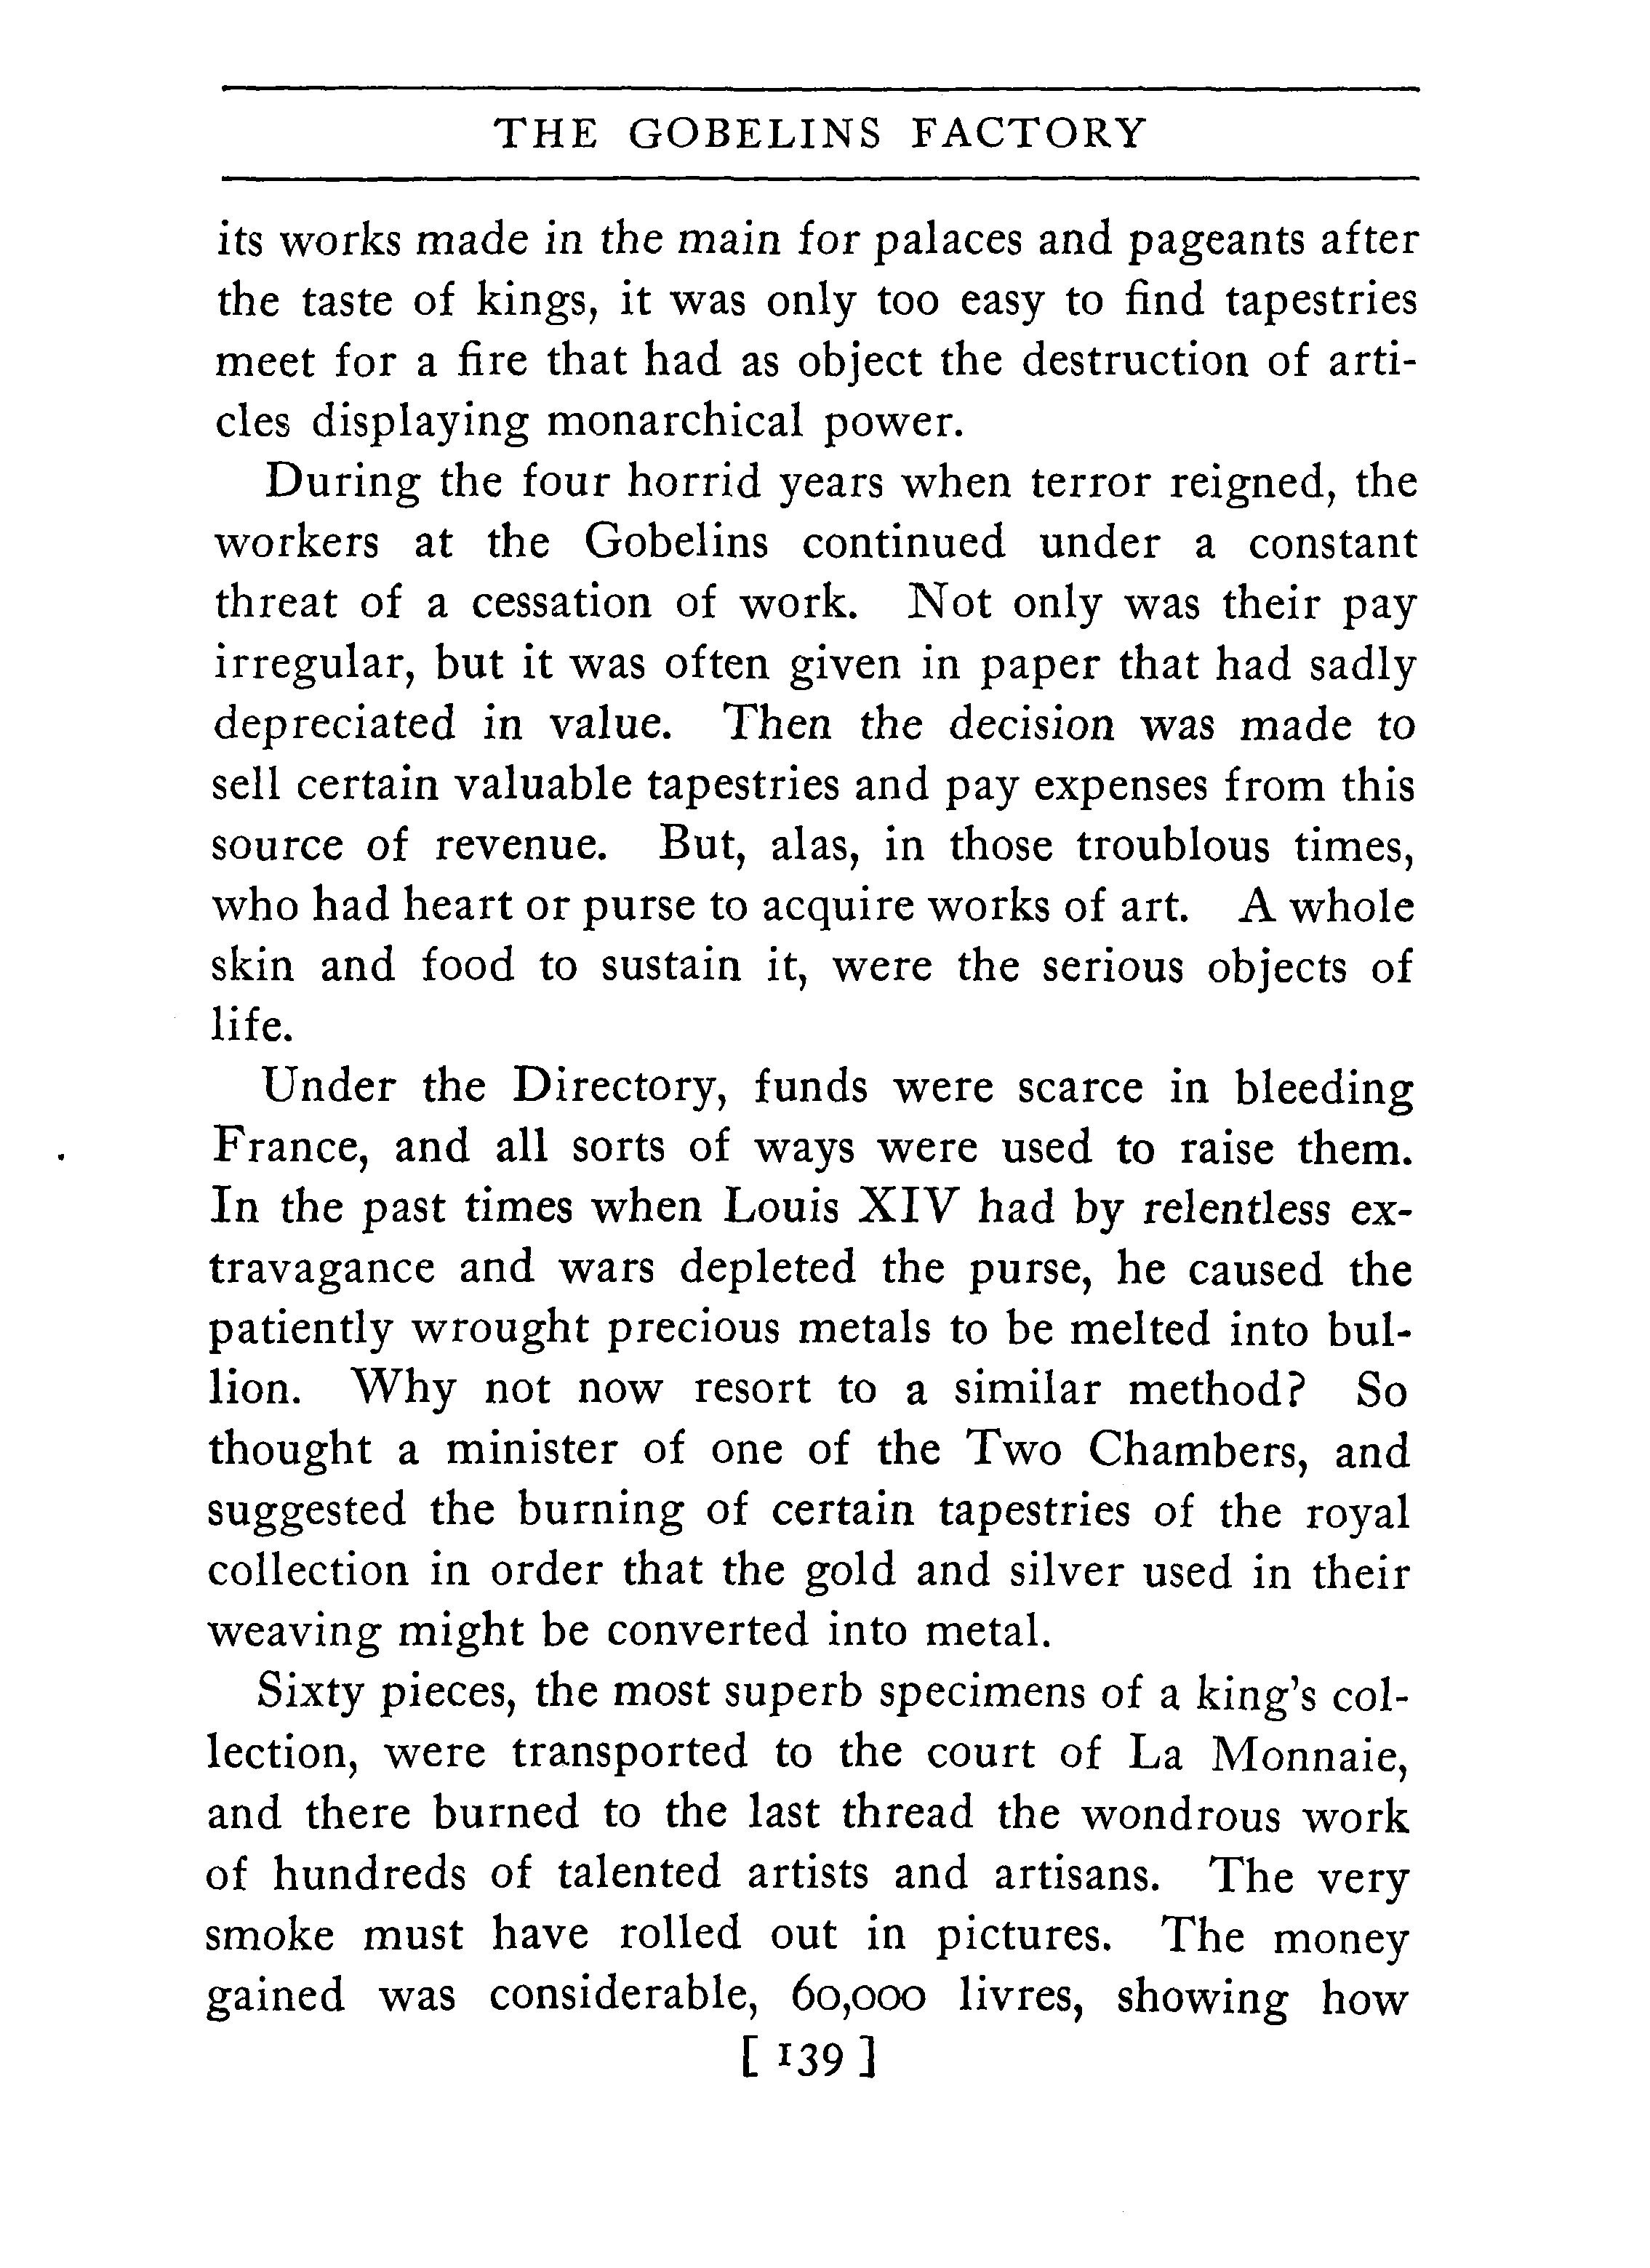 THE GOBELINS FACTORY
its works made in the main for palaces and pageants after
the taste of kings, it was only too easy to find tapestries
meet for a fire that had as object the destruction of arti-
cles displaying monarchical power.
During the four horrid years when terror reigned, the
workers at the Gobelins continued under a constant
threat of a cessation of work. Not only was their pay
irregular, but it was often given in paper that had sadly
depreciated in value. Then the decision was made to
sell certain valuable tapestries and pay expenses from this
source of revenue. But, alas, in those troublous times,
who had heart or purse to acquire works of art. A whole
skin and food to sustain it, were the serious objects of
life.
Under the Directory, funds were scarce in bleeding
France, and all sorts of ways were used to raise them.
In the past times when Louis XIV had by relentless ex-
travagance and wars depleted the purse, he caused the
patiently wrought precious metals to be melted into bul-
lion. Why not now resort to a similar method? So
thought a minister of one of the Two Chambers, and
suggested the burning of certain tapestries of the royal
collection in order that the gold and silver used in their
weaving might be converted into metal.
Sixty pieces, the most superb specimens of a king's col-
lection, were transported to the court of La Monnaie,
and there burned to the last thread the wondrous work
of hundreds of talented artists and artisans. The very
smoke must have rolled out in pictures. The money
gained was considerable, 60,000 livres, showing how
[ 139 ]